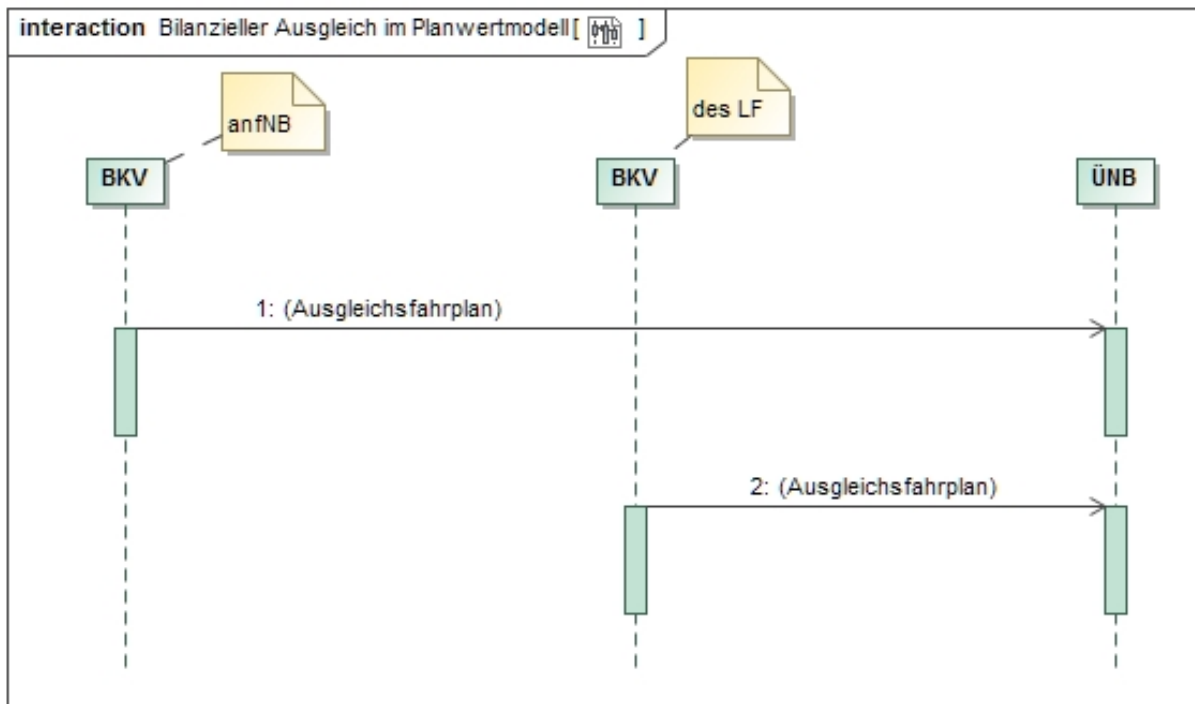 interaction Bilanzieller Ausgleich im Planwertmodell [ ]
anfNB
des LF
BKV
BKV
ÜNB
1: (Ausgleichsfahrplan)
2: (Ausgleichsfahrplan)